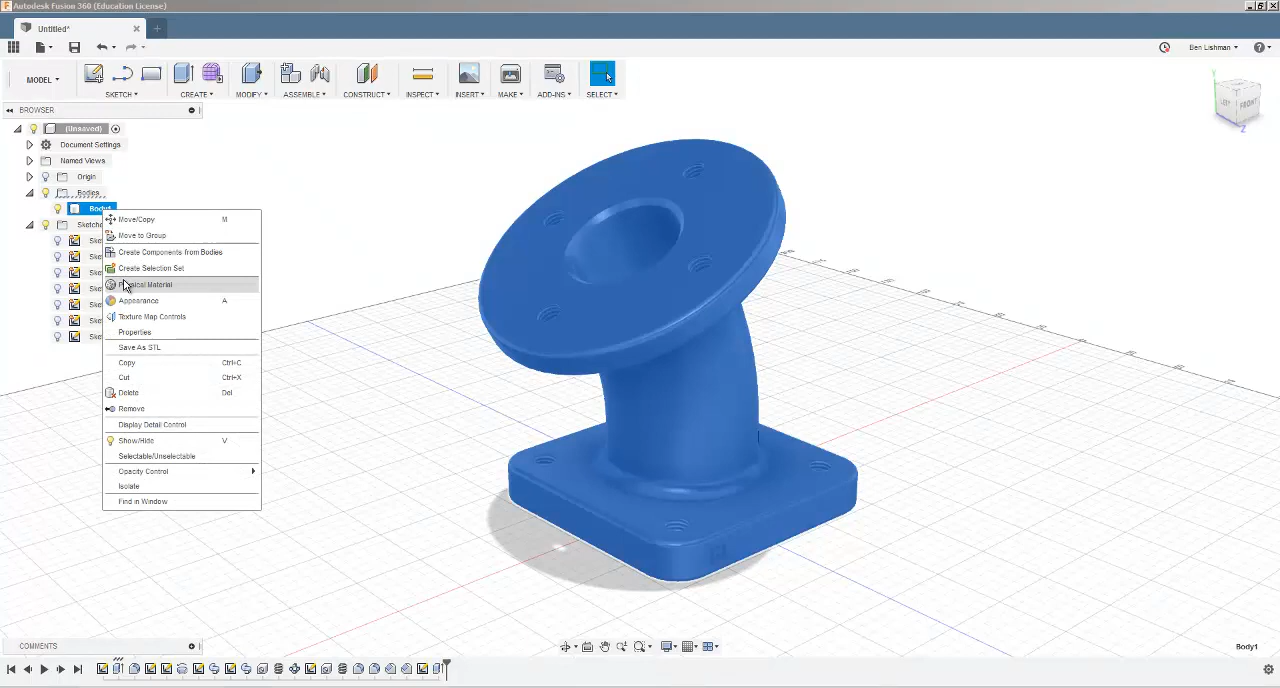 Autodesk Fusion 360 (Education License)
Untitled*
Ben Lishman
MODEL
SKETCH
CREATE
MODIFY
ASSEMBLE
CONSTRUCT
INSPECT
INSERT
MAKE
ADD-INS
SELECT
BROWSER
(Unsaved)
Document Settings
Named Views
Origin
Bodies
Body1
Sketches
Move/Copy M
Move to Group
Create Components from Bodies
Create Selection Set
Physical Material
Appearance A
Texture Map Controls
Properties
Save As STL
Copy Ctrl+C
Cut Ctrl+X
Delete Del
Remove
Display Detail Control
Show/Hide V
Selectable/Unselectable
Opacity Control
Isolate
Find in Window
Y
LEFT
FRONT
Z
COMMENTS
Body1